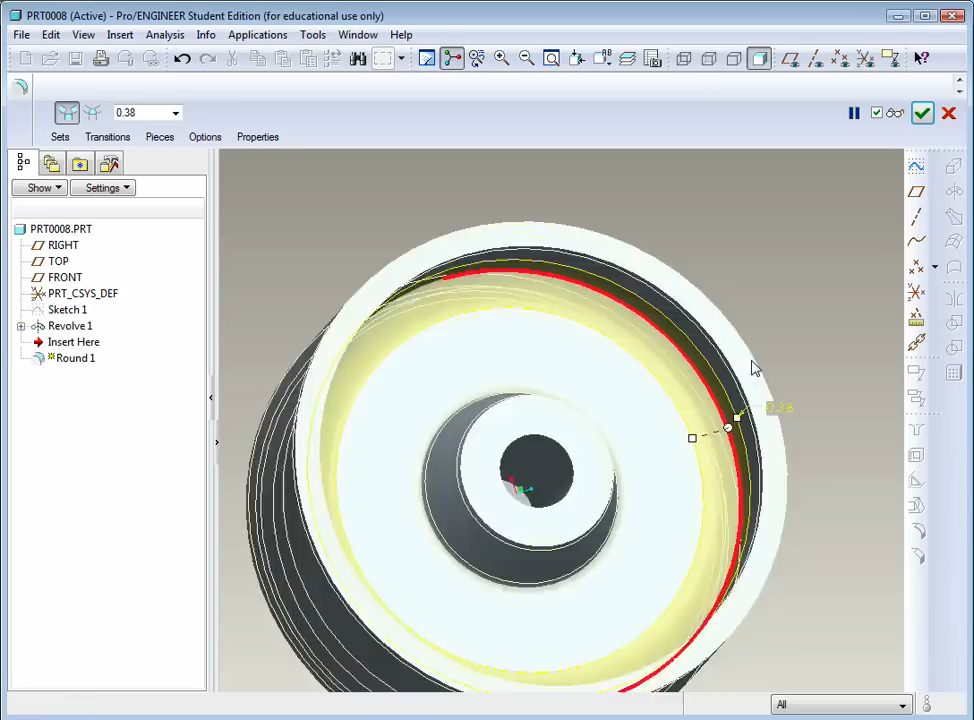 PRT0008 (Active) - Pro/ENGINEER Student Edition (for educational use only)
File Edit View Insert Analysis Info Applications Tools Window Help
0.38
Sets Transitions Pieces Options Properties
Show Settings
PRT0008.PRT
RIGHT
TOP
FRONT
PRT_CSYS_DEF
Sketch 1
Revolve 1
Insert Here
Round 1
0.38
All